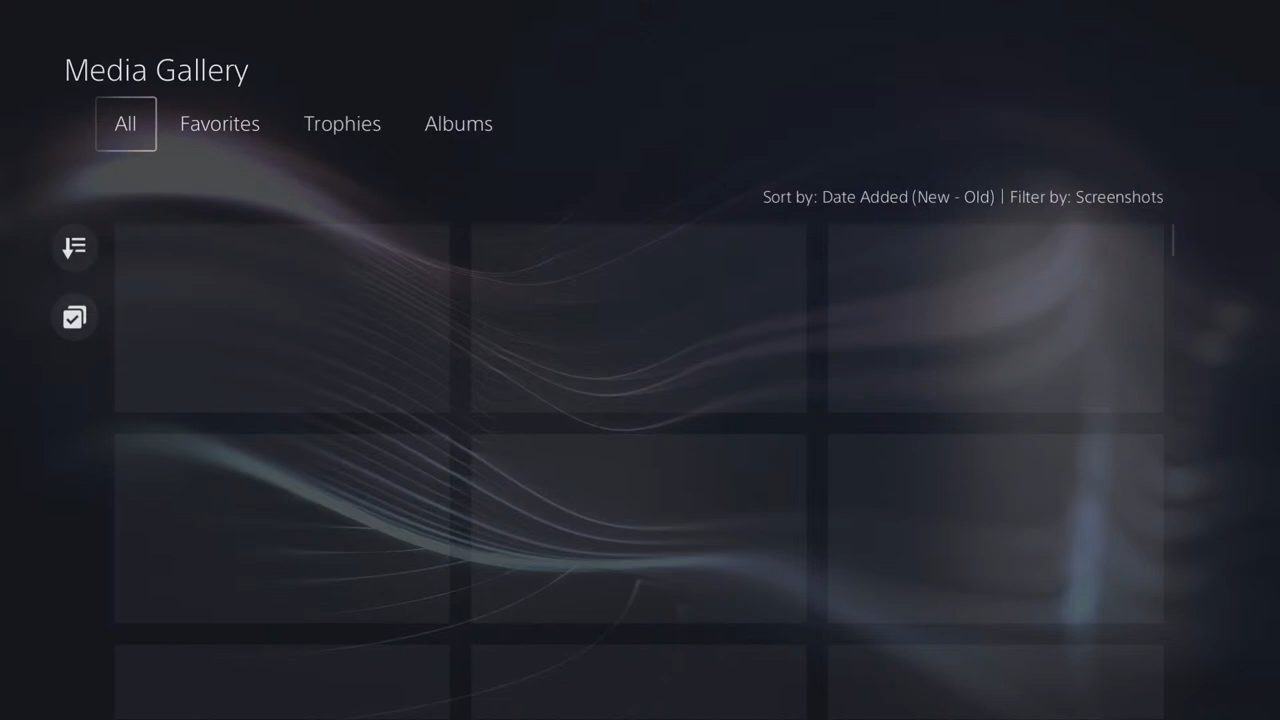 Media Gallery
All Favorites Trophies Albums
Sort by: Date Added (New - Old) | Filter by: Screenshots